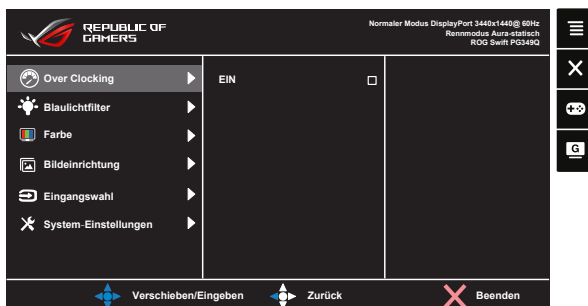 REPUBLIC OF
GAMERS
Normaler Modus DisplayPort 3440x1440@ 60Hz
Rennmodus Aura-statisch
ROG Swift PG349Q
Over Clocking
EIN
Blaulichtfilter
Farbe
Bildeinrichtung
Eingangswahl
System-Einstellungen
Verschieben/Eingeben
Zurück
Beenden
G